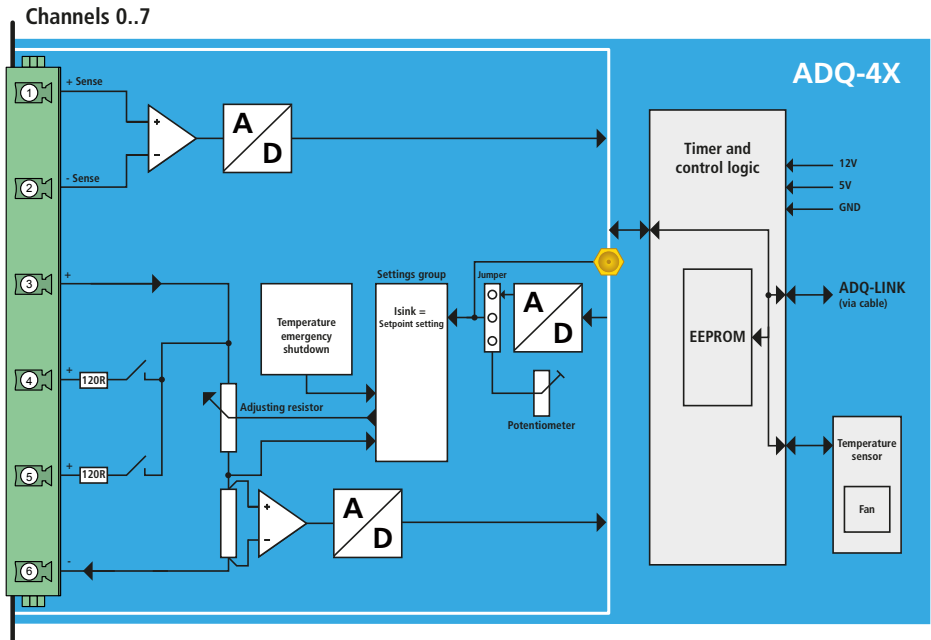 Channels 0..7
ADQ-4X
1
+ Sense
+
-
A
D
2
- Sense
Timer and
control logic
12V
5V
GND
3
+
Settings group
Jumper
Isink =
Setpoint setting
Temperature
emergency
shutdown
A
D
EEPROM
ADQ-LINK
(via cable)
4
+
120R
Adjusting resistor
Potentiometer
5
+
120R
Temperature
sensor
Fan
+
-
A
D
6
-